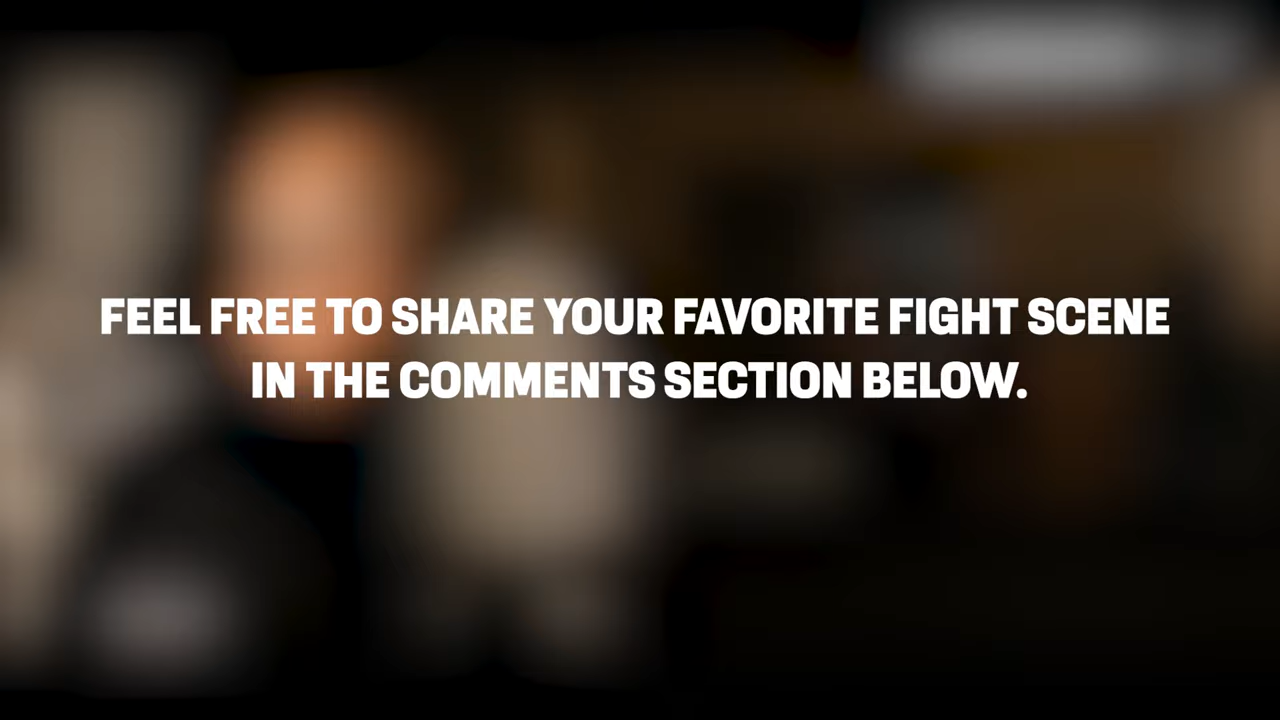 FEEL FREE TO SHARE YOUR FAVORITE FIGHT SCENE
IN THE COMMENTS SECTION BELOW.